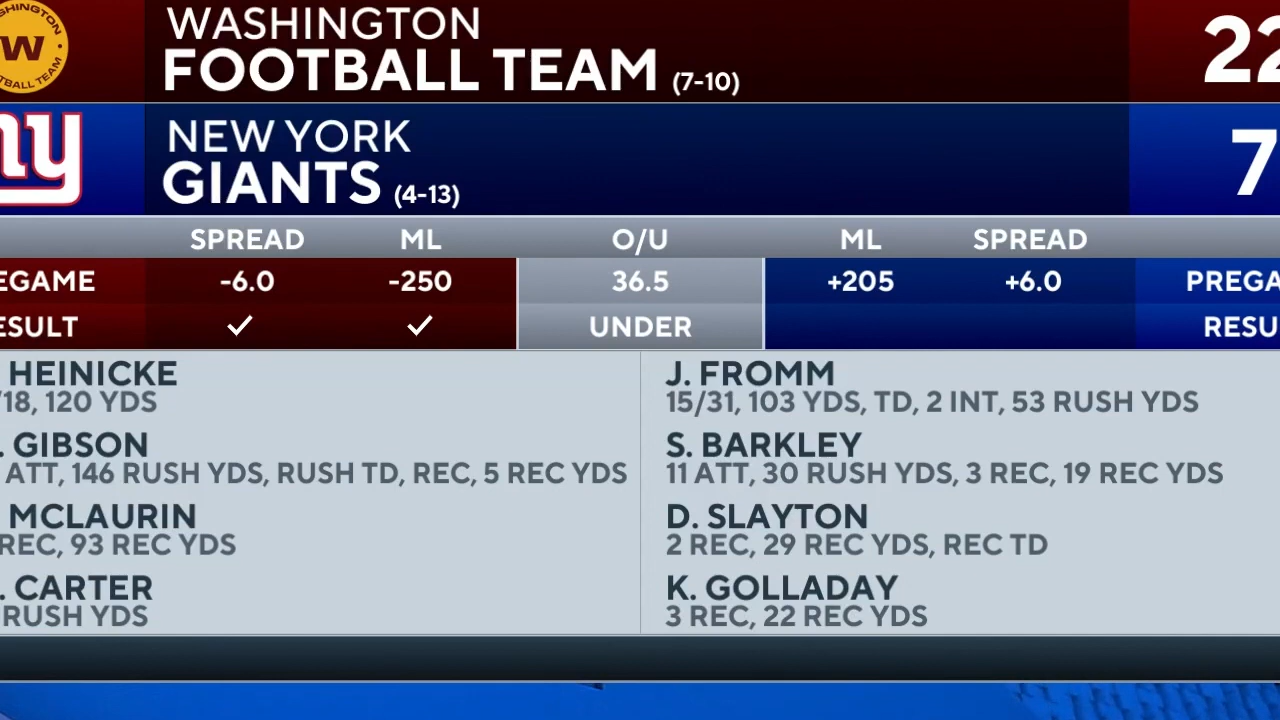 WASHINGTON
W
FOOTBALL TEAM
WASHINGTON
FOOTBALL TEAM (7-10)
22
ny
NEW YORK
GIANTS (4-13)
7
SPREAD ML O/U ML SPREAD
EGAME -6.0 -250 36.5 +205 +6.0 PREGA
ESULT ✓ ✓ UNDER RESU
HEINICKE
/18, 120 YDS
. GIBSON
ATT, 146 RUSH YDS, RUSH TD, REC, 5 REC YDS
MCLAURIN
REC, 93 REC YDS
. CARTER
RUSH YDS
J. FROMM
15/31, 103 YDS, TD, 2 INT, 53 RUSH YDS
S. BARKLEY
11 ATT, 30 RUSH YDS, 3 REC, 19 REC YDS
D. SLAYTON
2 REC, 29 REC YDS, REC TD
K. GOLLADAY
3 REC, 22 REC YDS